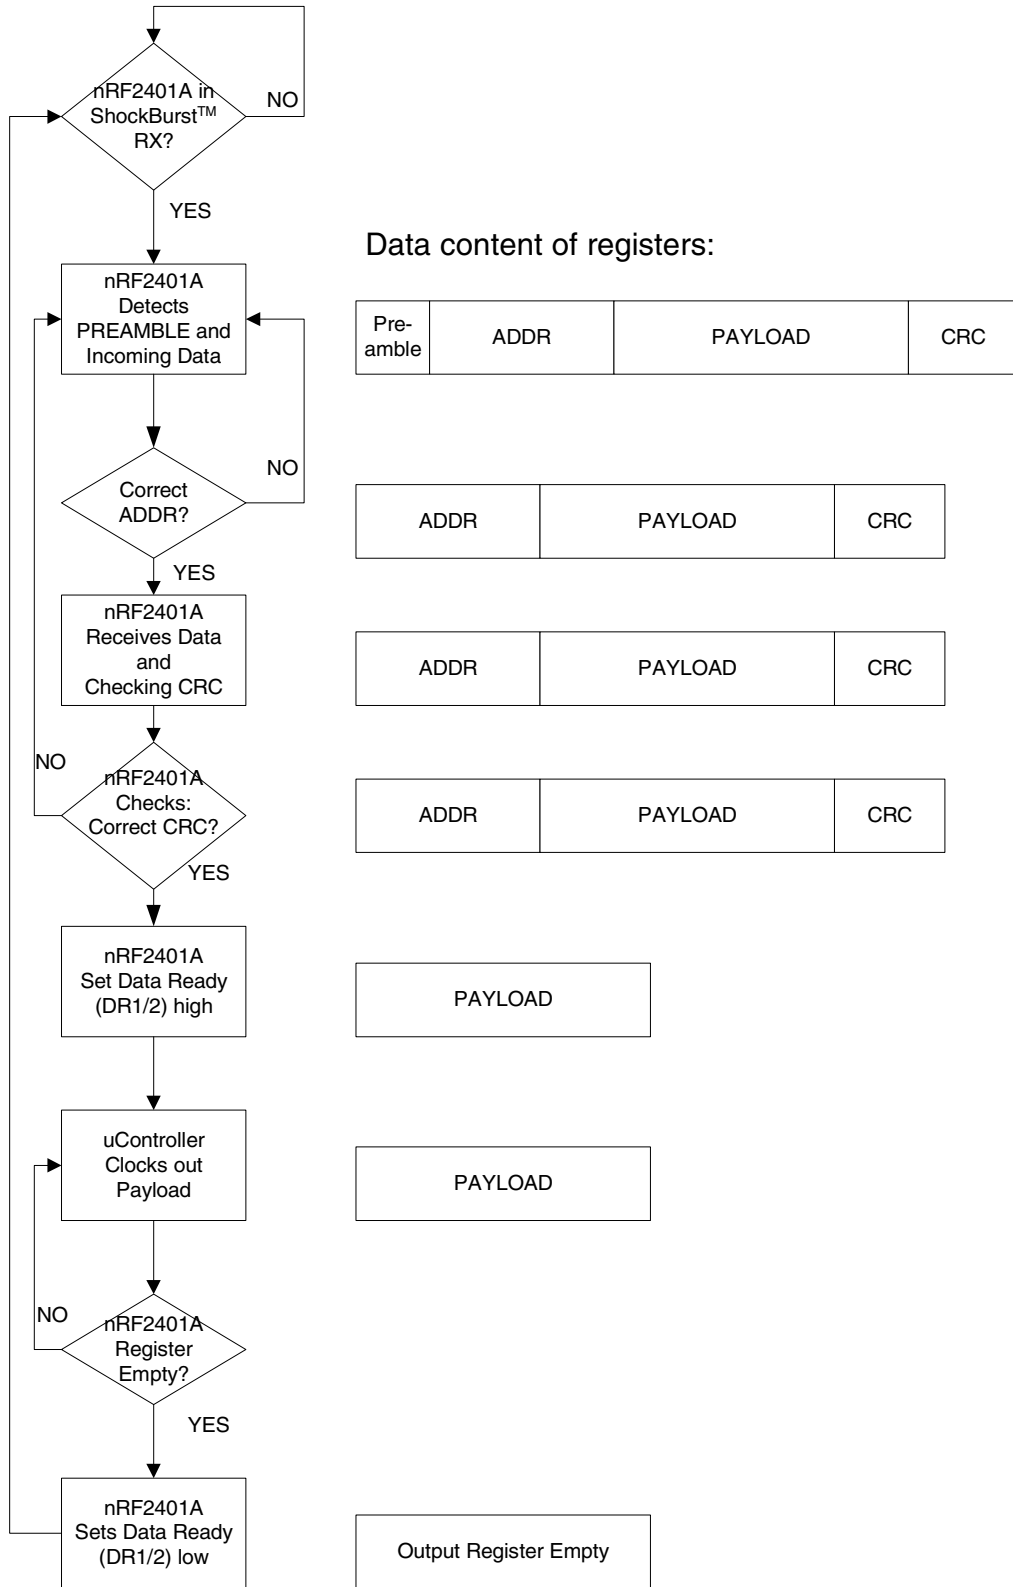 nRF2401A in
ShockBurst™
RX?
NO
YES
Data content of registers:
nRF2401A
Detects
PREAMBLE and
Incoming Data
Pre-
amble
ADDR
PAYLOAD
CRC
NO
Correct
ADDR?
ADDR
PAYLOAD
CRC
YES
nRF2401A
Receives Data
and
Checking CRC
ADDR
PAYLOAD
CRC
NO
nRF2401A
Checks:
Correct CRC?
ADDR
PAYLOAD
CRC
YES
nRF2401A
Set Data Ready
(DR1/2) high
PAYLOAD
uController
Clocks out
Payload
PAYLOAD
NO
nRF2401A
Register
Empty?
YES
nRF2401A
Sets Data Ready
(DR1/2) low
Output Register Empty